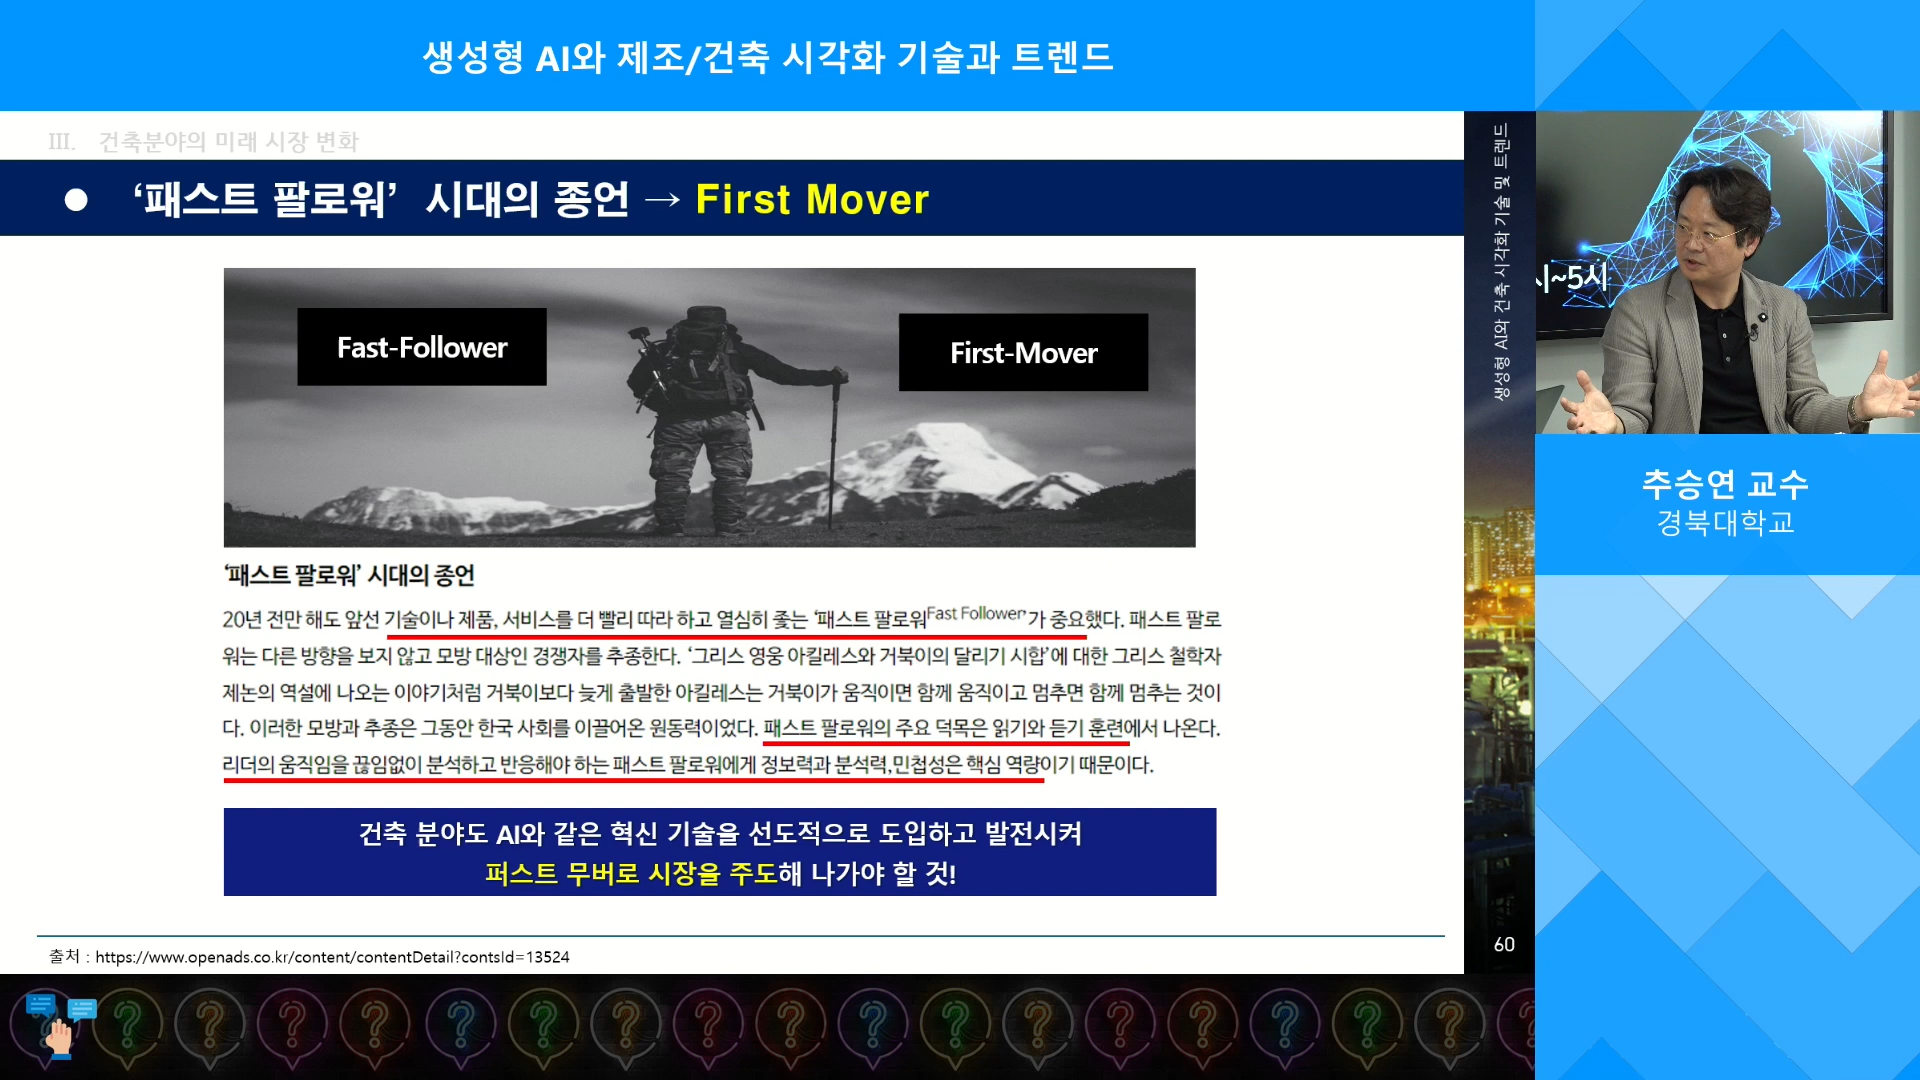 생성형 AI와 제조/건축 시각화 기술과 트렌드
III. 건축분야의 미래 시장 변화
● ‘패스트 팔로워’ 시대의 종언 → First Mover
Fast-Follower
First-Mover
‘패스트 팔로워’ 시대의 종언
20년 전만 해도 앞선 기술이나 제품, 서비스를 더 빨리 따라 하고 열심히 좇는 ‘패스트 팔로워Fast Follower’가 중요했다. 패스트 팔로
워는 다른 방향을 보지 않고 모방 대상인 경쟁자를 추종한다. ‘그리스 영웅 아킬레스와 거북이의 달리기 시합’에 대한 그리스 철학자
제논의 역설에 나오는 이야기처럼 거북이보다 늦게 출발한 아킬레스는 거북이가 움직이면 함께 움직이고 멈추면 함께 멈추는 것이
다. 이러한 모방과 추종은 그동안 한국 사회를 이끌어온 원동력이었다. 패스트 팔로워의 주요 덕목은 읽기와 듣기 훈련에서 나온다.
리더의 움직임을 끊임없이 분석하고 반응해야 하는 패스트 팔로워에게 정보력과 분석력,민첩성은 핵심 역량이기 때문이다.
건축 분야도 AI와 같은 혁신 기술을 선도적으로 도입하고 발전시켜
퍼스트 무버로 시장을 주도해 나가야 할 것!
출처 : https://www.openads.co.kr/content/contentDetail?contsId=13524
생성형 AI와 건축 시각화 기술 및 트렌드
60
시~5시
추승연 교수
경북대학교